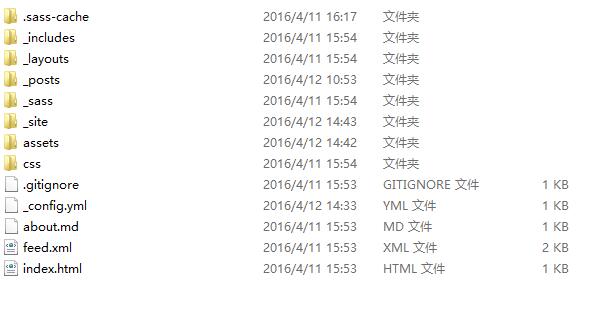 .sass-cache 2016/4/11 16:17 文件夹
_includes 2016/4/11 15:54 文件夹
_layouts 2016/4/11 15:54 文件夹
_posts 2016/4/12 10:53 文件夹
_sass 2016/4/11 15:54 文件夹
_site 2016/4/12 14:43 文件夹
assets 2016/4/12 14:42 文件夹
css 2016/4/11 15:54 文件夹
.gitignore 2016/4/11 15:53 GITIGNORE 文件 1 KB
_config.yml 2016/4/12 14:33 YML 文件 1 KB
about.md 2016/4/11 15:53 MD 文件 1 KB
feed.xml 2016/4/11 15:53 XML 文件 2 KB
index.html 2016/4/11 15:53 HTML 文件 1 KB